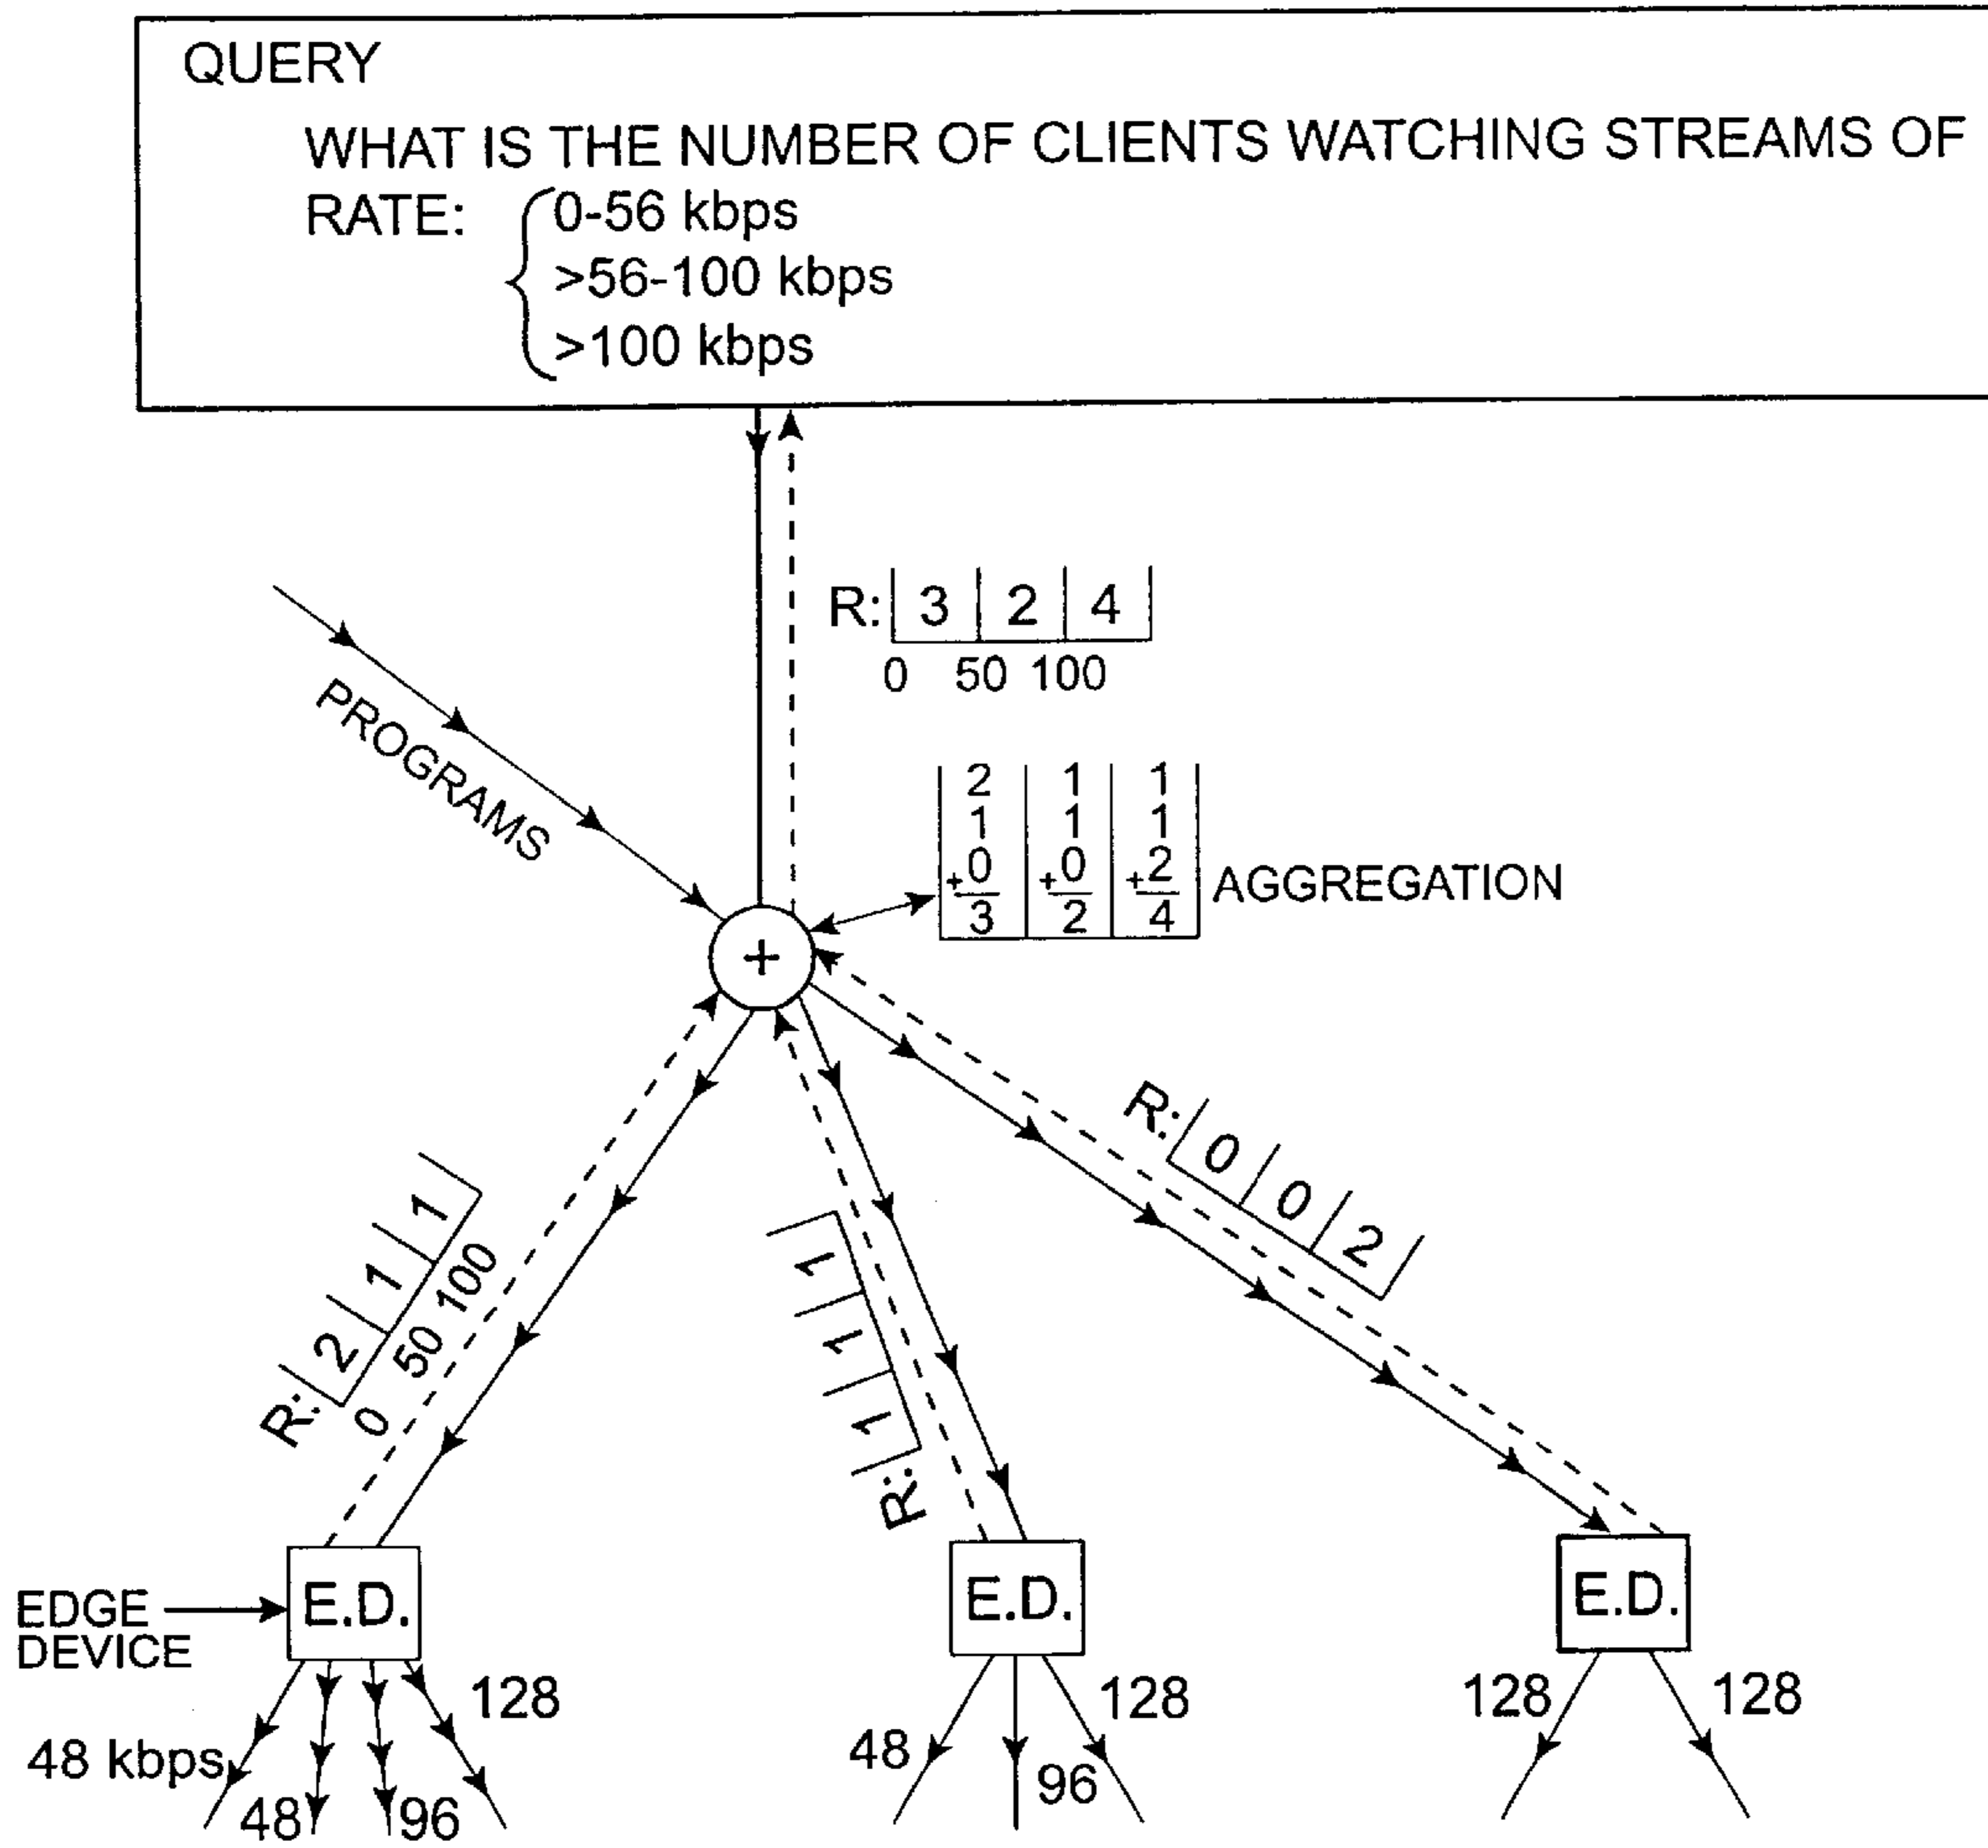 QUERY
WHAT IS THE NUMBER OF CLIENTS WATCHING STREAMS OF
RATE: { 0-56 kbps
>56-100 kbps
>100 kbps
R: 3 2 4
0 50 100
PROGRAMS
2 1 1
1 1 1
+0 +0 +2
3 2 4
AGGREGATION
+
R: 2 1 1
0 50 100
R: 1 1 1
R: 0 0 2
EDGE
DEVICE
E.D.
E.D.
E.D.
48 kbps
48
96
128
48
96
128
128
128